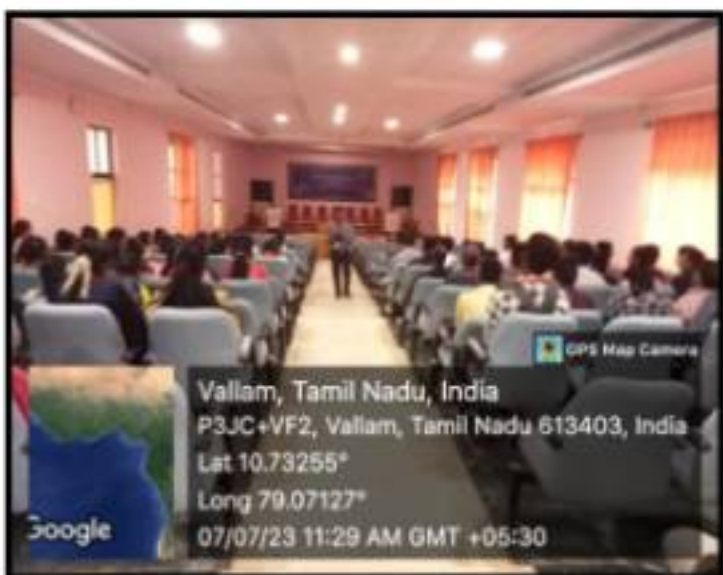 GPS Map Camera
Vallam, Tamil Nadu, India
P3JC+VF2, Vallam, Tamil Nadu 613403, India
Lat 10.73255°
Long 79.07127°
07/07/23 11:29 AM GMT +05:30
Google